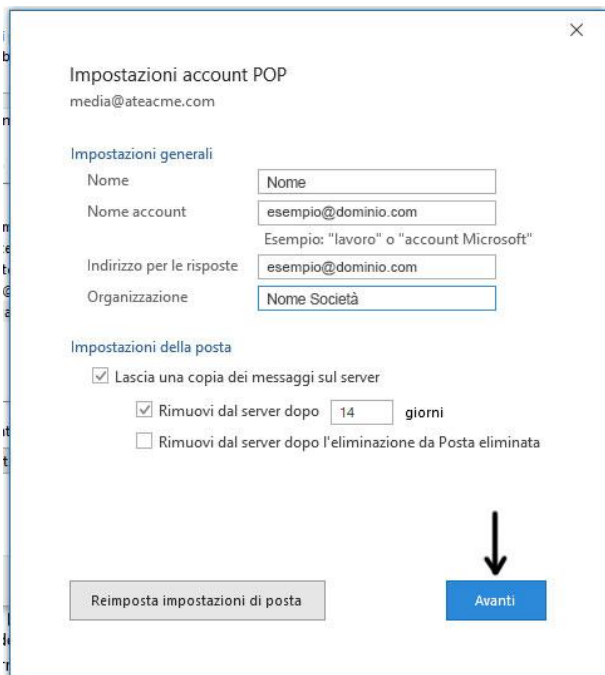 Impostazioni account POP
media@ateacme.com
Impostazioni generali
Nome Nome
Nome account esempio@dominio.com
Esempio: "lavoro" o "account Microsoft"
Indirizzo per le risposte esempio@dominio.com
Organizzazione Nome Società
Impostazioni della posta
Lascia una copia dei messaggi sul server
Rimuovi dal server dopo 14 giorni
Rimuovi dal server dopo l'eliminazione da Posta eliminata
Reimposta impostazioni di posta Avanti